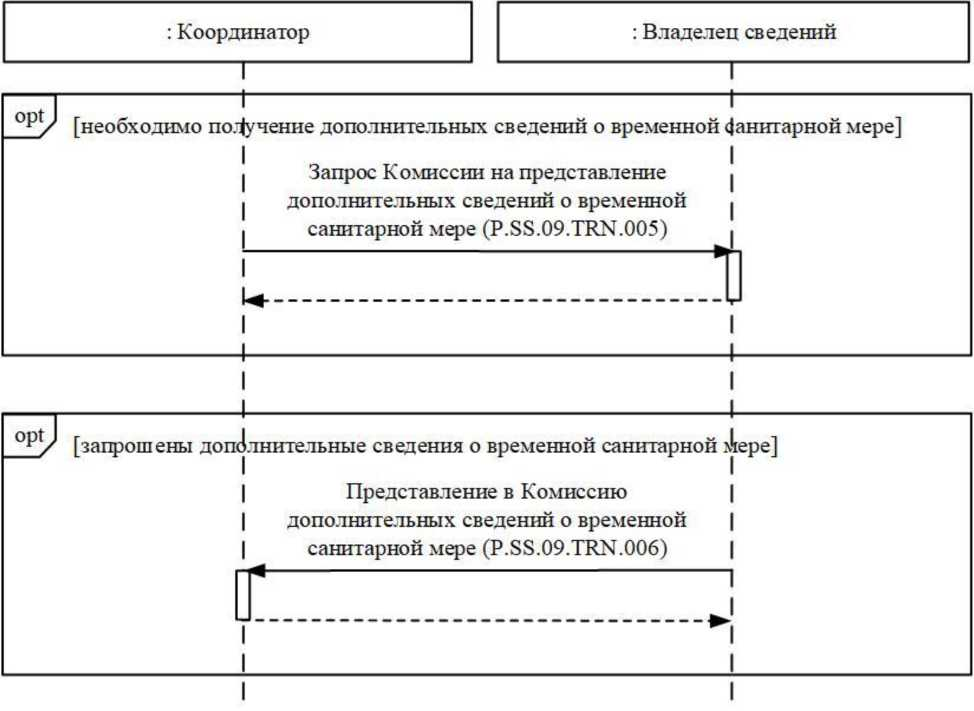 : Координатор
: Владелец сведений
opt
[необходимо получение дополнительных сведений о временной санитарной мере]
Запрос Комиссии на представление
дополнительных сведений о временной
санитарной мере (P.SS.09.TRN.005)
opt
[запрошены дополнительные сведения о временной санитарной мере]
Представление в Комиссию
дополнительных сведений о временной
санитарной мере (P.SS.09.TRN.006)